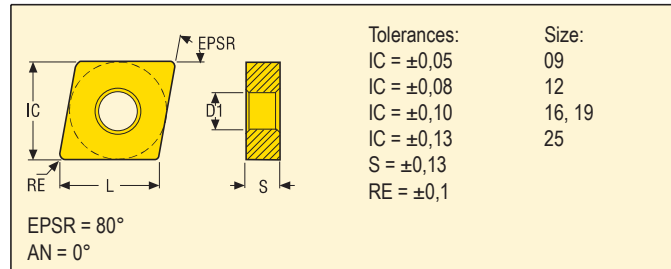 EPSR
IC
D1
RE
L
S
EPSR = 80°
AN = 0°
Tolerances: Size:
IC = ±0,05 09
IC = ±0,08 12
IC = ±0,10 16, 19
IC = ±0,13 25
S = ±0,13
RE = ±0,1